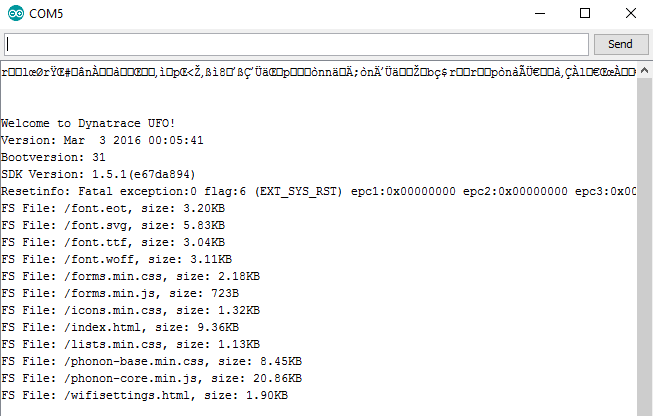 COM5
Send
Welcome to Dynatrace UFO!
Version: Mar  3 2016 00:05:41
Bootversion: 31
SDK Version: 1.5.1(e67da894)
Resetinfo: Fatal exception:0 flag:6 (EXT_SYS_RST) epc1:0x00000000 epc2:0x00000000 epc3:0x00
FS File: /font.eot, size: 3.20KB
FS File: /font.svg, size: 5.83KB
FS File: /font.ttf, size: 3.04KB
FS File: /font.woff, size: 3.11KB
FS File: /forms.min.css, size: 2.18KB
FS File: /forms.min.js, size: 723B
FS File: /icons.min.css, size: 1.32KB
FS File: /index.html, size: 9.36KB
FS File: /lists.min.css, size: 1.13KB
FS File: /phonon-base.min.css, size: 8.45KB
FS File: /phonon-core.min.js, size: 20.86KB
FS File: /wifisettings.html, size: 1.90KB